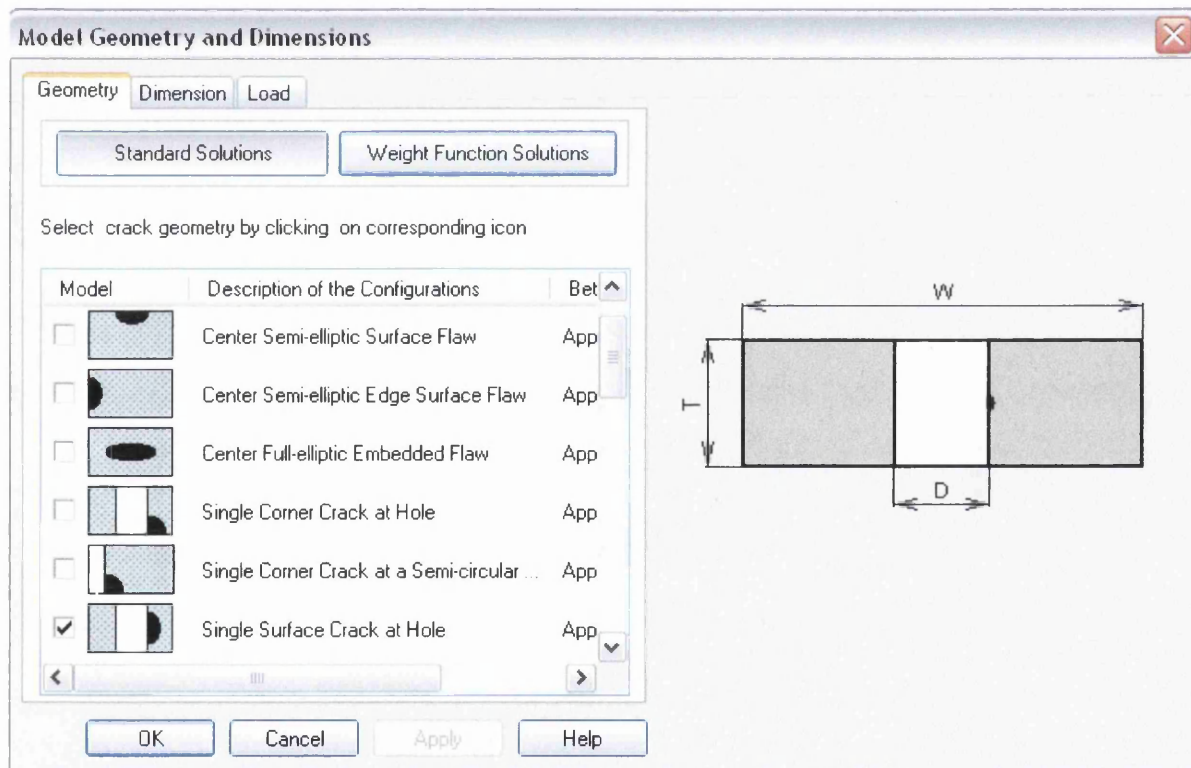 Model Geometry and Dimensions
Geometry Dimension Load
Standard Solutions Weight Function Solutions
Select crack geometry by clicking on corresponding icon
Model Description of the Configurations Bet
Center Semi-elliptic Surface Flaw App
Center Semi-elliptic Edge Surface Flaw App
Center Full-elliptic Embedded Flaw App
Single Corner Crack at Hole App
Single Corner Crack at a Semi-circular ... App
Single Surface Crack at Hole App
OK Cancel Apply Help
W
T
D